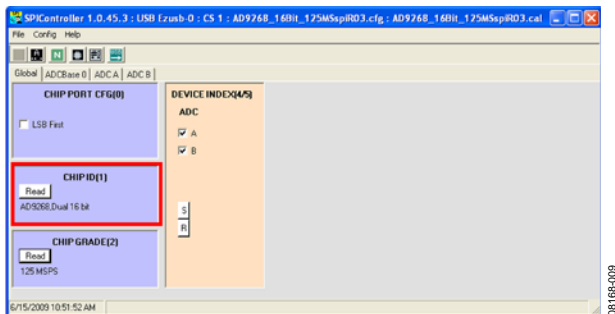 SPIController 1.0.45.3 : USB Ezusb-0 : CS 1 : AD9268_16Bit_125MSspiR03.cfg : AD9268_16Bit_125MSspiR03.cal
File Config Help
Global ADCBase 0 ADC A ADC B
CHIP PORT CFG(0)
LSB First
CHIP ID(1)
Read
AD9268,Dual 16 bit
CHIP GRADE(2)
Read
125 MSPS
DEVICE INDEX(4/5)
ADC
A
B
S
R
6/15/2009 10:51:52 AM
08168-009